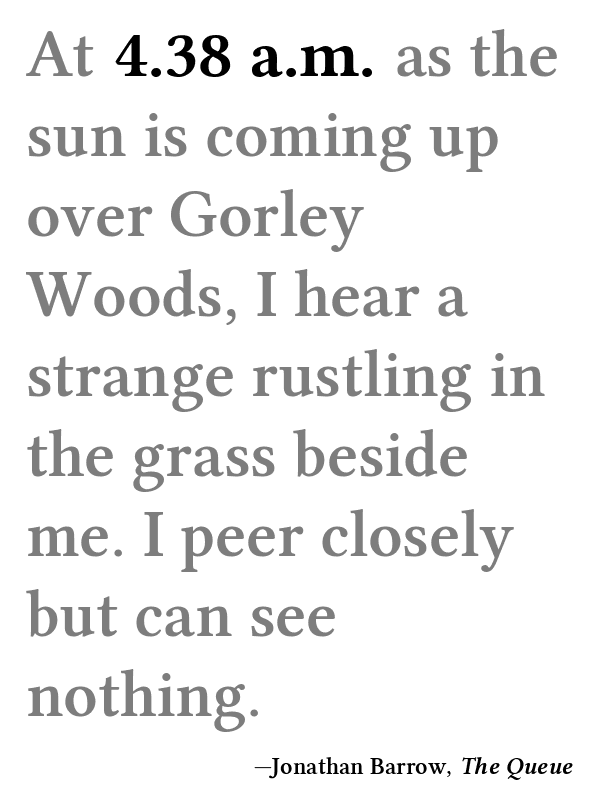 At 4.38 a.m. as the
sun is coming up
over Gorley
Woods, I hear a
strange rustling in
the grass beside
me. I peer closely
but can see
nothing.
—Jonathan Barrow, The Queue